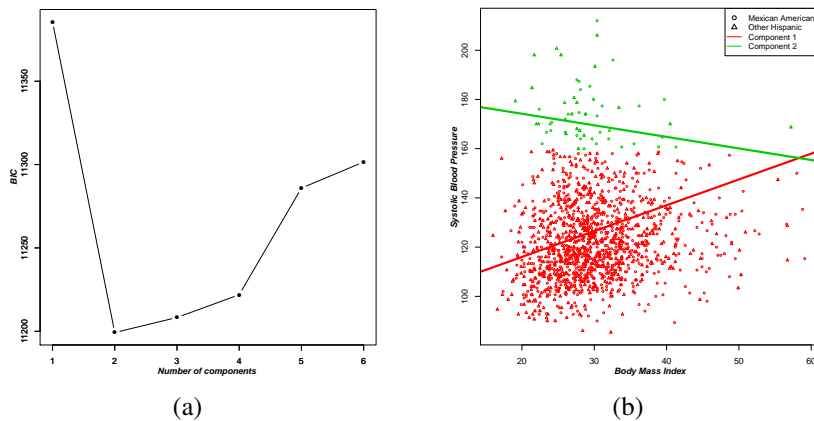 BIC
11350
11300
11250
11200
1 2 3 4 5 6
Number of components
(a)
Mexican American
Other Hispanic
Component 1
Component 2
Systolic Blood Pressure
200
180
160
140
120
100
20 30 40 50 60
Body Mass Index
(b)